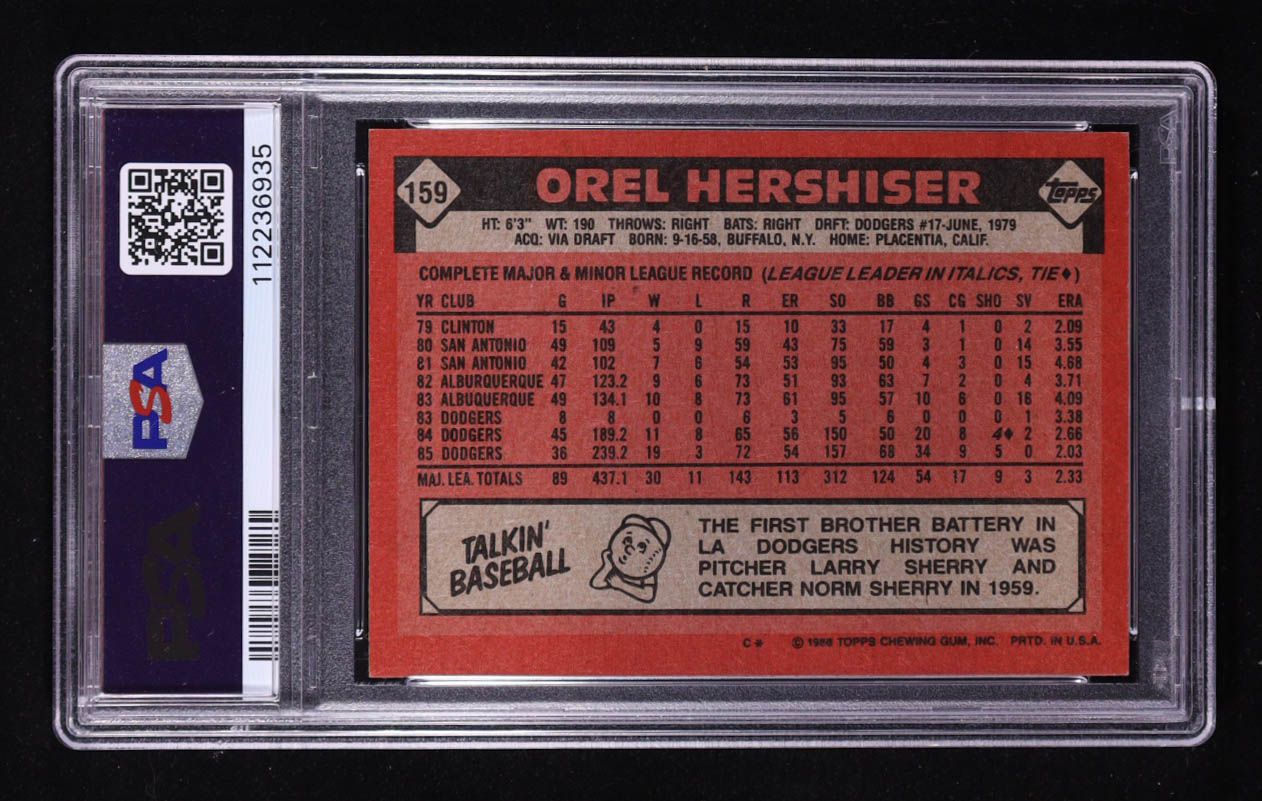 112236935
PSA
PSA
159
OREL HERSHISER
TOPPS
HT: 6'3" WT: 190 THROWS: RIGHT BATS: RIGHT DRFT: DODGERS #17-JUNE, 1979
ACQ: VIA DRAFT BORN: 9-16-58, BUFFALO, N.Y. HOME: PLACENTIA, CALIF.
COMPLETE MAJOR & MINOR LEAGUE RECORD (LEAGUE LEADER IN ITALICS, TIE♦)
YR CLUB G IP W L R ER SO BB GS CG SHO SV ERA
79 CLINTON 15 43 4 0 15 10 33 17 4 1 0 2 2.09
80 SAN ANTONIO 49 109 5 9 59 43 75 59 3 1 0 14 3.55
81 SAN ANTONIO 42 102 7 6 54 53 95 50 4 3 0 15 4.68
82 ALBURQUERQUE 47 123.2 9 6 73 51 93 63 7 2 0 4 3.71
83 ALBUQUERQUE 49 134.1 10 8 73 61 95 57 10 6 0 16 4.09
83 DODGERS 8 8 0 0 6 3 5 6 0 0 0 1 3.38
84 DODGERS 45 189.2 11 8 65 56 150 50 20 8 4♦ 2 2.66
85 DODGERS 36 239.2 19 3 72 54 157 68 34 9 5 0 2.03
MAJ. LEA. TOTALS 89 437.1 30 11 143 113 312 124 54 17 9 3 2.33
TALKIN'
BASEBALL
THE FIRST BROTHER BATTERY IN
LA DODGERS HISTORY WAS
PITCHER LARRY SHERRY AND
CATCHER NORM SHERRY IN 1959.
C* © 1986 TOPPS CHEWING GUM, INC. PRTD. IN U.S.A.